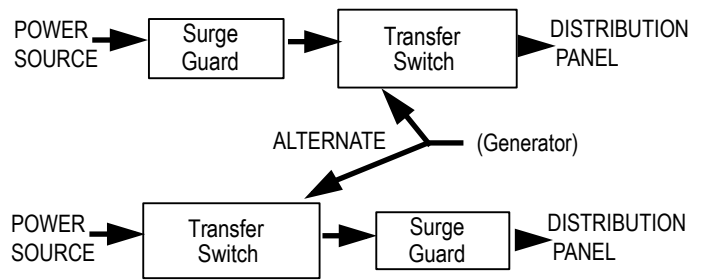 POWER
SOURCE
Surge
Guard
Transfer
Switch
DISTRIBUTION
PANEL
ALTERNATE
(Generator)
POWER
SOURCE
Transfer
Switch
Surge
Guard
DISTRIBUTION
PANEL